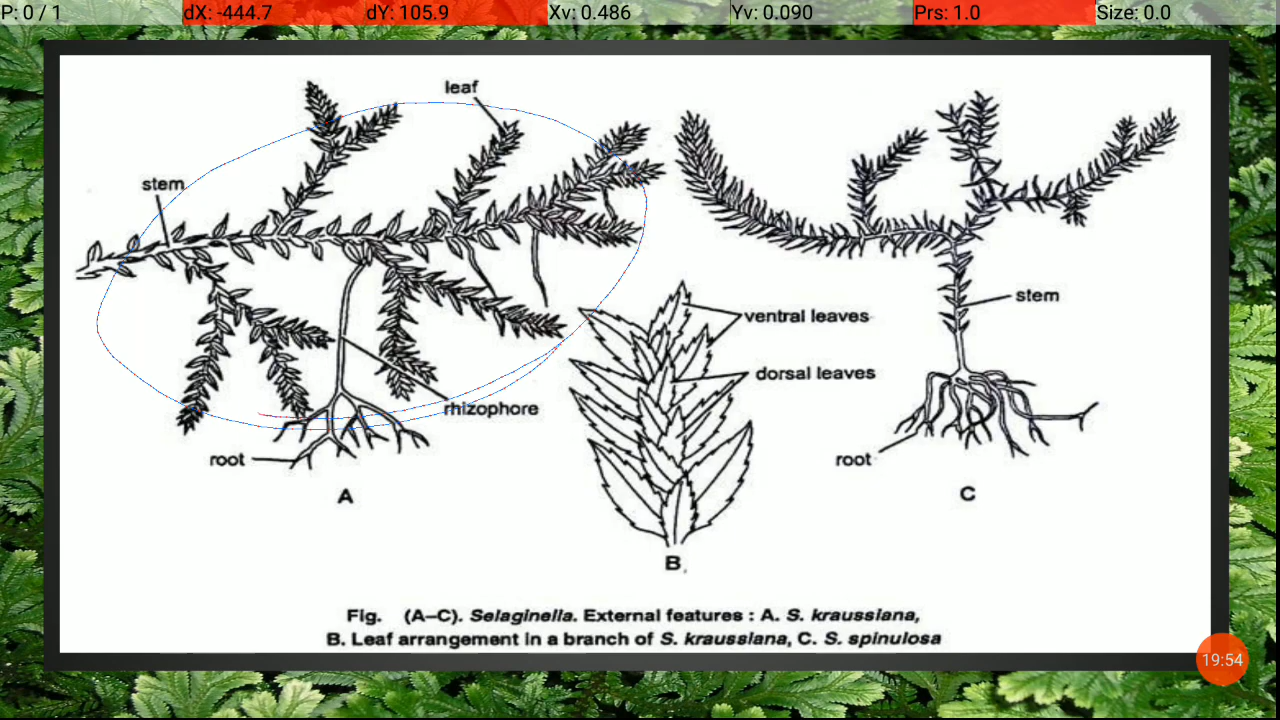 P: 0 / 1
dX: -444.7
dY: 105.9
Xv: 0.486
Yv: 0.090
Prs: 1.0
Size: 0.0
leaf
stem
rhizophore
root
A
ventral leaves
dorsal leaves
B
stem
root
C
Fig. (A–C). Selaginella. External features : A. S. kraussiana,
B. Leaf arrangement in a branch of S. kraussiana, C. S. spinulosa
19:54